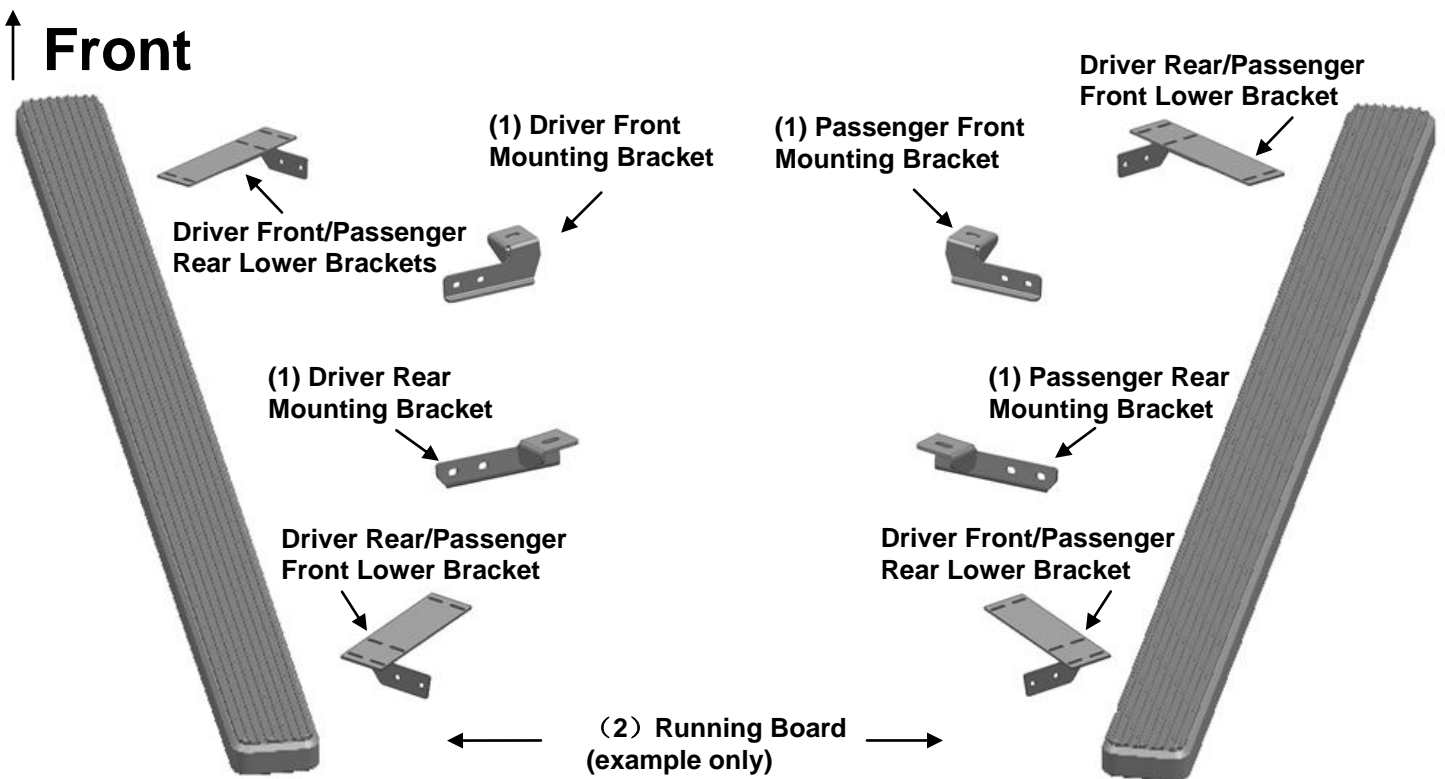 Front
Driver Rear/Passenger
Front Lower Bracket
(1) Driver Front
Mounting Bracket
(1) Passenger Front
Mounting Bracket
Driver Front/Passenger
Rear Lower Brackets
(1) Driver Rear
Mounting Bracket
(1) Passenger Rear
Mounting Bracket
Driver Rear/Passenger
Front Lower Bracket
Driver Front/Passenger
Rear Lower Bracket
（2）Running Board
(example only)